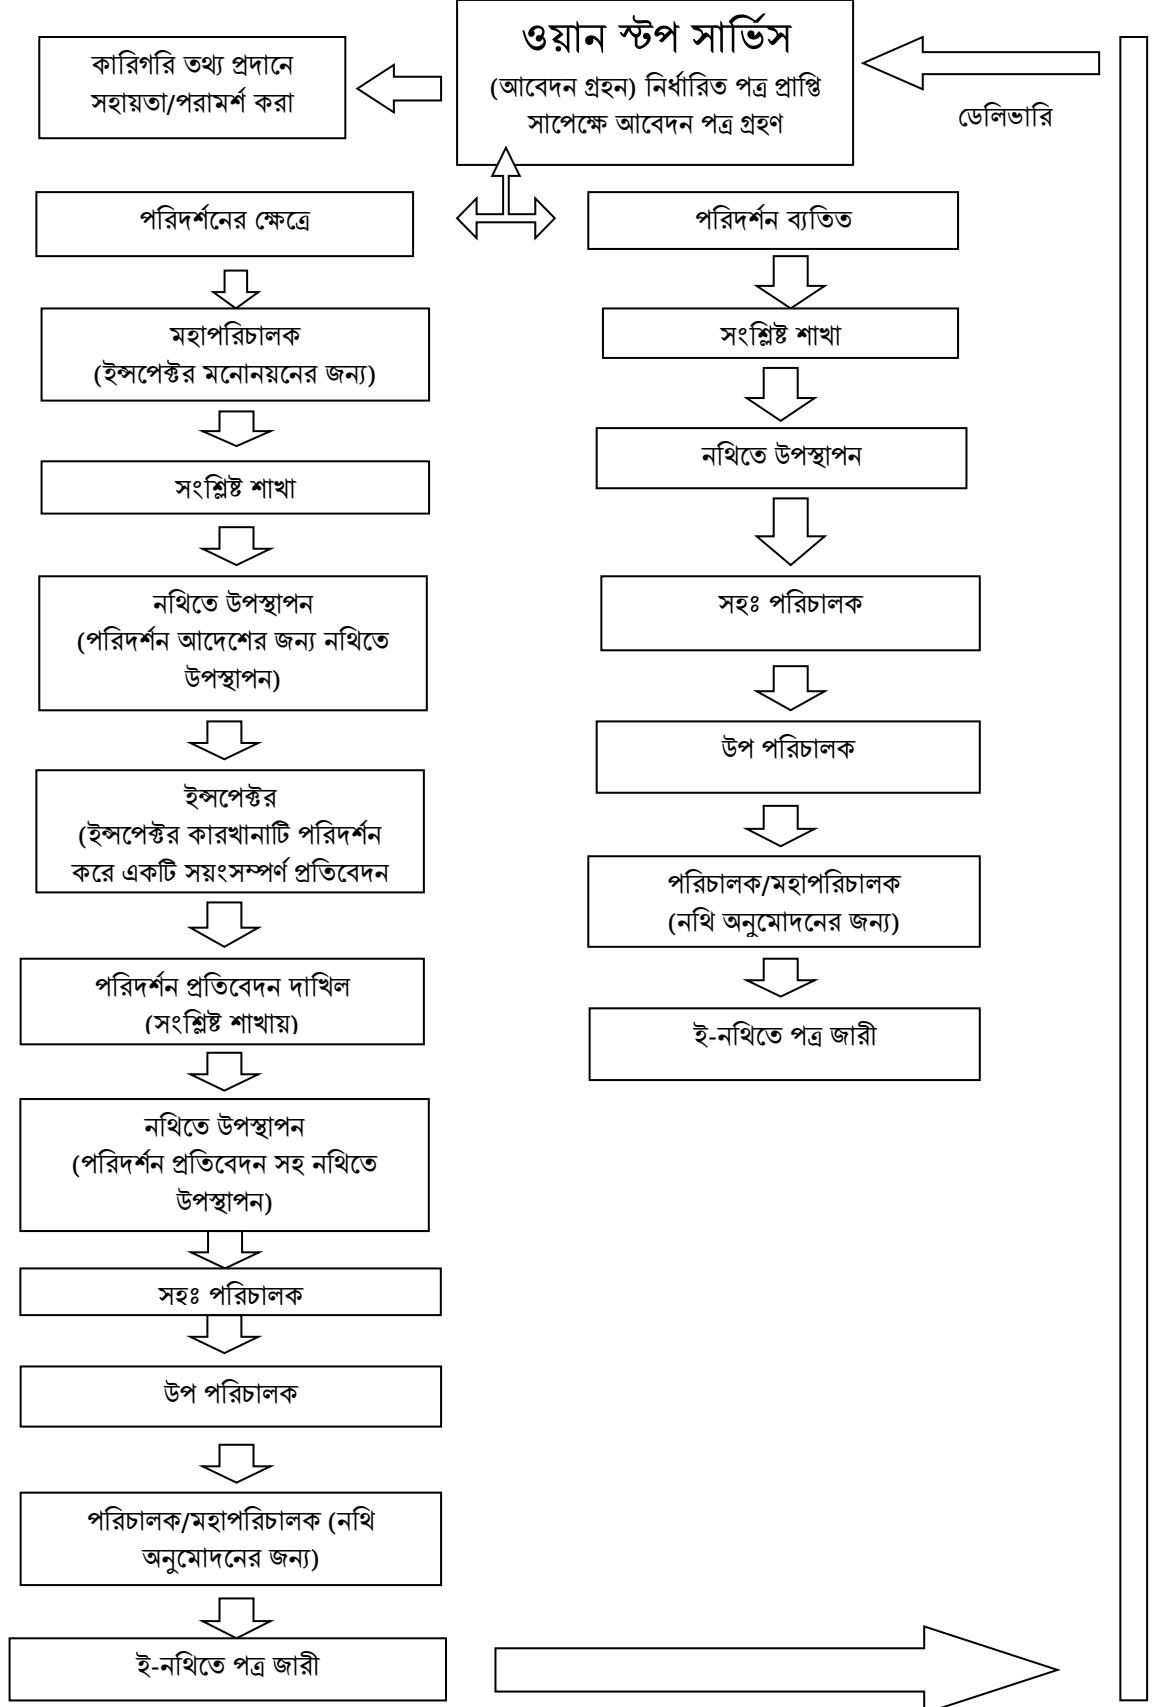 ওয়ান স্টপ সার্ভিস
(আবেদন গ্রহন) নির্ধারিত পত্র প্রাপ্তি
সাপেক্ষে আবেদন পত্র গ্রহণ
কারিগরি তথ্য প্রদানে
সহায়তা/পরামর্শ করা
ডেলিভারি
পরিদর্শনের ক্ষেত্রে
মহাপরিচালক
(ইন্সপেক্টর মনোনয়নের জন্য)
সংশ্লিষ্ট শাখা
নথিতে উপস্থাপন
(পরিদর্শন আদেশের জন্য নথিতে
উপস্থাপন)
ইন্সপেক্টর
(ইন্সপেক্টর কারখানাটি পরিদর্শন
করে একটি সয়ংসম্পর্ণ প্রতিবেদন
পরিদর্শন প্রতিবেদন দাখিল
(সংশ্লিষ্ট শাখায়)
নথিতে উপস্থাপন
(পরিদর্শন প্রতিবেদন সহ নথিতে
উপস্থাপন)
সহঃ পরিচালক
উপ পরিচালক
পরিচালক/মহাপরিচালক (নথি
অনুমোদনের জন্য)
ই-নথিতে পত্র জারী
পরিদর্শন ব্যতিত
সংশ্লিষ্ট শাখা
নথিতে উপস্থাপন
সহঃ পরিচালক
উপ পরিচালক
পরিচালক/মহাপরিচালক
(নথি অনুমোদনের জন্য)
ই-নথিতে পত্র জারী